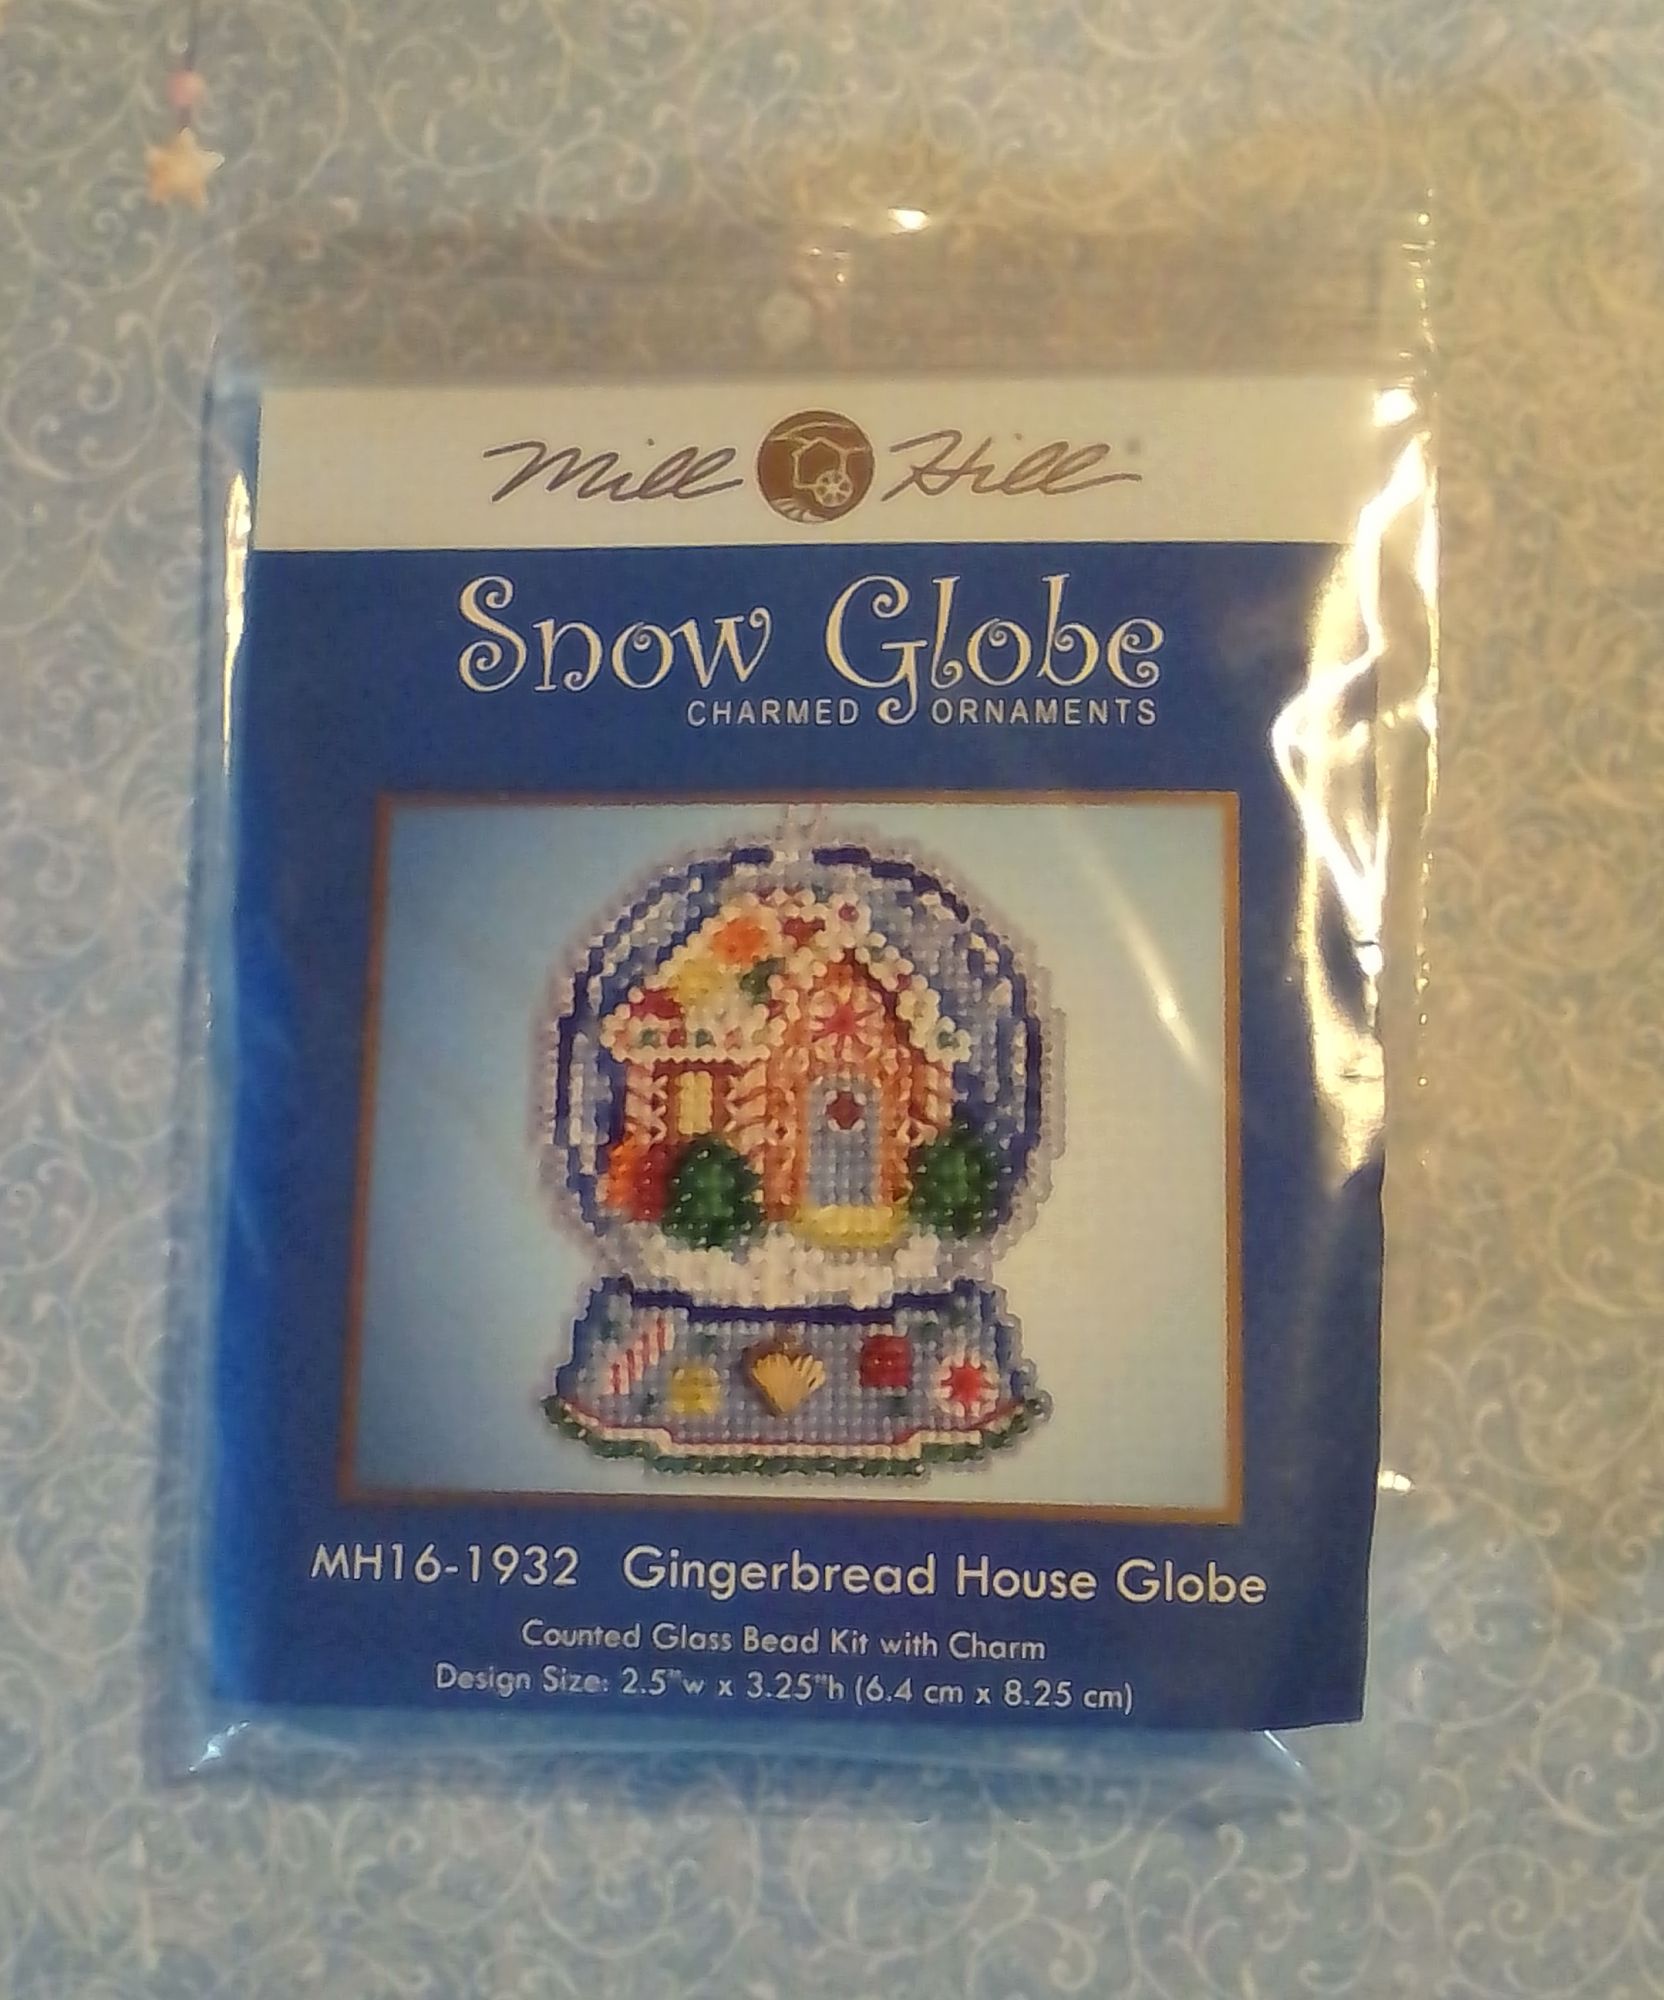 Mill Hill®
Snow Globe
CHARMED ORNAMENTS
MH16-1932 Gingerbread House Globe
Counted Glass Bead Kit with Charm
Design Size: 2.5"w x 3.25"h (6.4 cm x 8.25 cm)